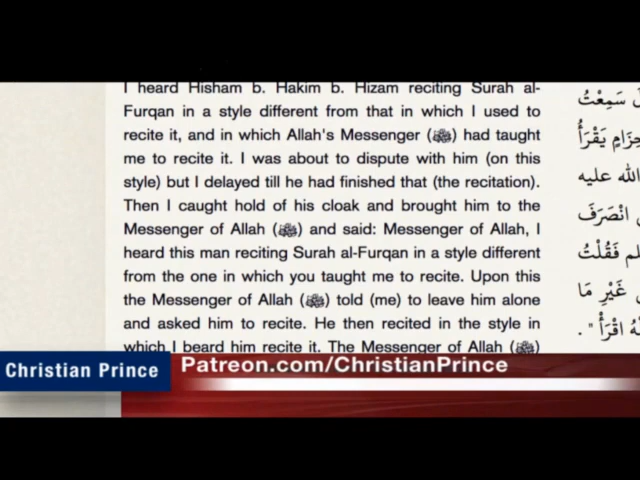 I heard Hisham b. Hakim b. Hizam reciting Surah al-
Furqan in a style different from that in which I used to
recite it, and in which Allah's Messenger (ﷺ) had taught
me to recite it. I was about to dispute with him (on this
style) but I delayed till he had finished that (the recitation).
Then I caught hold of his cloak and brought him to the
Messenger of Allah (ﷺ) and said: Messenger of Allah, I
heard this man reciting Surah al-Furqan in a style different
from the one in which you taught me to recite. Upon this
the Messenger of Allah (ﷺ) told (me) to leave him alone
and asked him to recite. He then recited in the style in
which I beard him recite it. The Messenger of Allah (ﷺ)
سَمِعْتُ
حِزَامٍ يَقْرَأُ
الله عليه
انْصَرَفَ
فَقُلْتُ
غَيْرِ مَا
اقْرَأْ " .
Christian Prince
Patreon.com/ChristianPrince